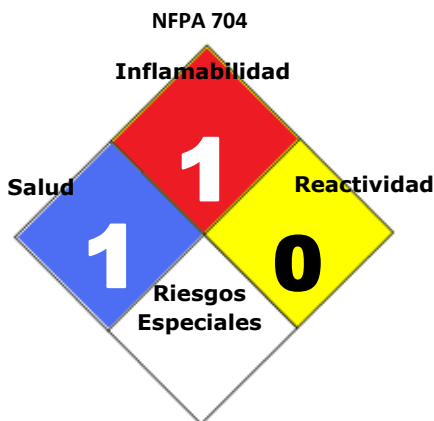 NFPA 704
Inflamabilidad
1
Salud
Reactividad
1
0
Riesgos
Especiales